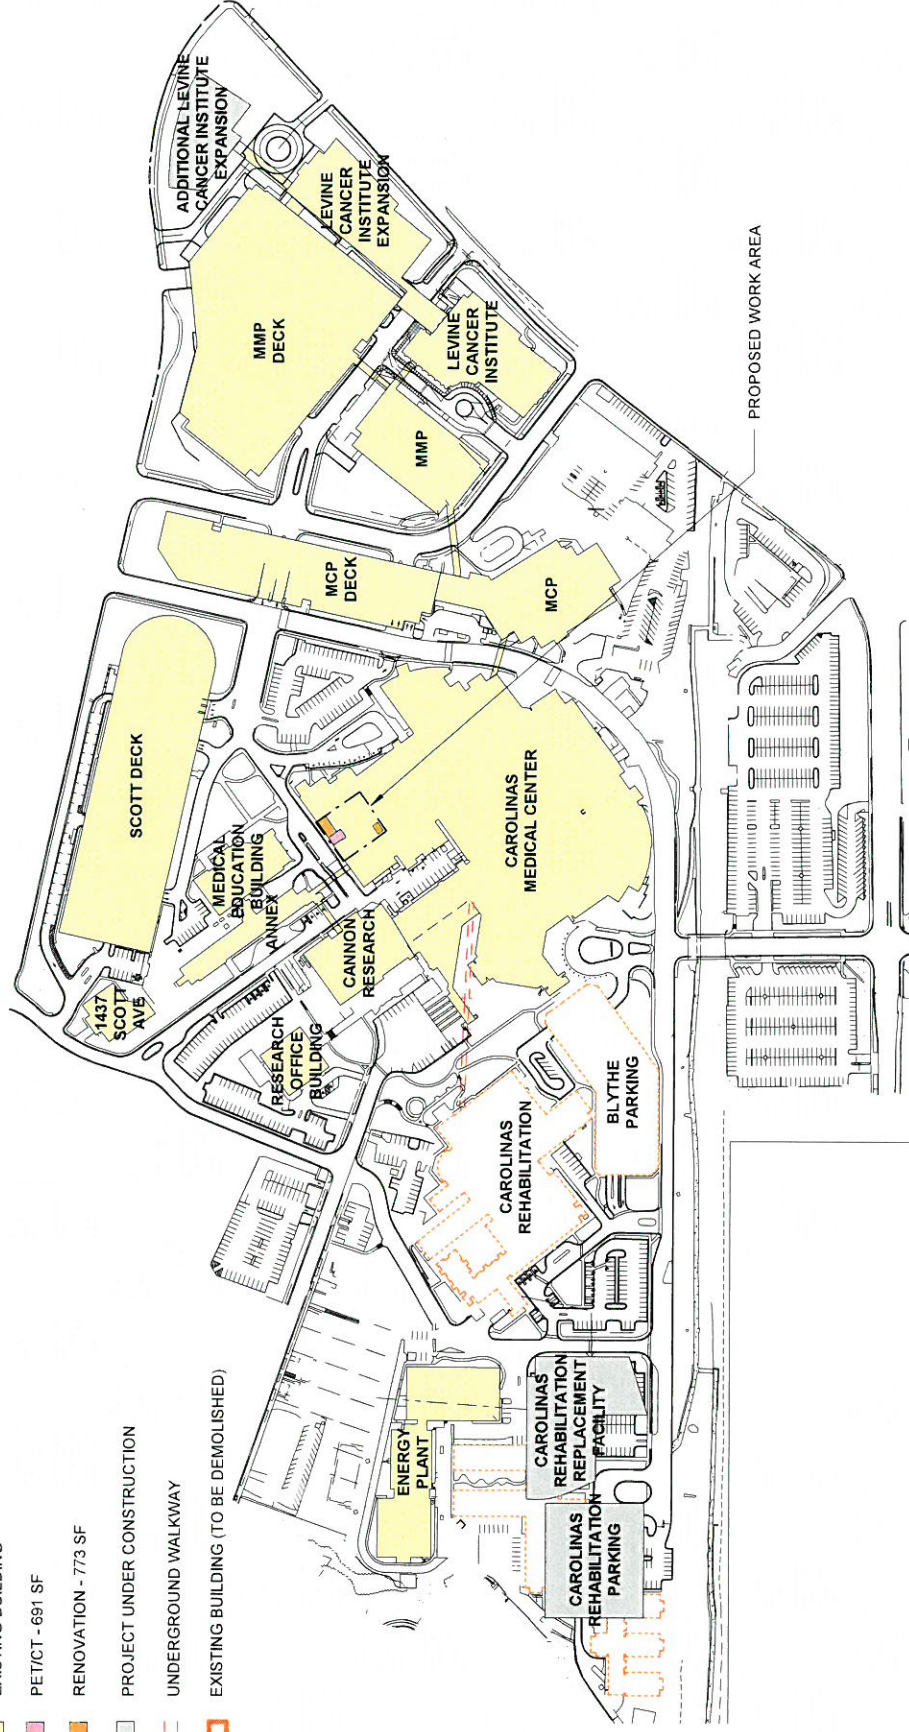 EXISTING BUILDING
PET/CT - 691 SF
RENOVATION - 773 SF
PROJECT UNDER CONSTRUCTION
UNDERGROUND WALKWAY
EXISTING BUILDING (TO BE DEMOLISHED)
ADDITIONAL LEVINE
CANCER INSTITUTE
EXPANSION
LEVINE
CANCER
INSTITUTE
EXPANSION
MMP
DECK
LEVINE
CANCER
INSTITUTE
MMP
MCP
DECK
MCP
PROPOSED WORK AREA
SCOTT DECK
MEDICAL
EDUCATION
BUILDING
ANNEX
CAROLINAS
MEDICAL CENTER
CANNON
RESEARCH
1437
SCOTT
AVE
RESEARCH
OFFICE
BUILDING
CAROLINAS
REHABILITATION
BLYTHE
PARKING
ENERGY
PLANT
CAROLINAS
REHABILITATION
REPLACEMENT
FACILITY
CAROLINAS
REHABILITATION
PARKING